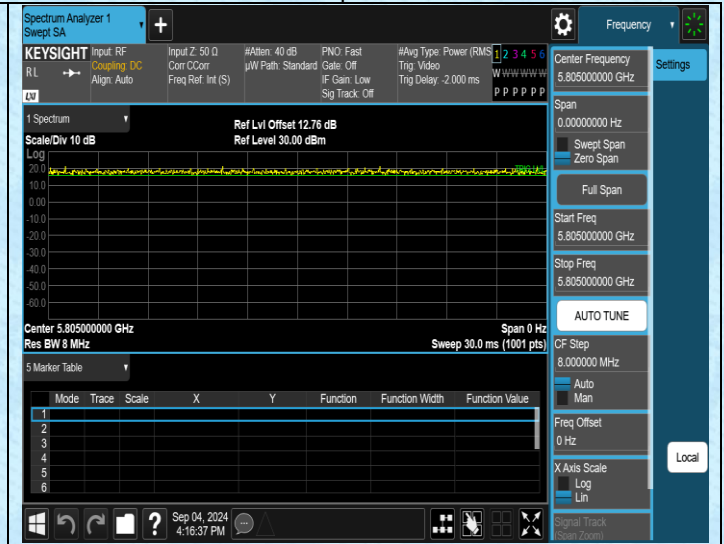 Spectrum Analyzer 1
Swept SA
+
Frequency
KEYSIGHT
RL
LXI
Input: RF
Coupling: DC
Align: Auto
Input Z: 50 Ω
Corr CCorr
Freq Ref: Int (S)
#Atten: 40 dB
µW Path: Standard
PNO: Fast
Gate: Off
IF Gain: Low
Sig Track: Off
#Avg Type: Power (RMS
Trig: Video
Trig Delay: -2.000 ms
1 2 3 4 5 6
W W W W W W
P P P P P P
Center Frequency
5.805000000 GHz
Settings
Span
0.00000000 Hz
Swept Span
Zero Span
Full Span
Start Freq
5.805000000 GHz
Stop Freq
5.805000000 GHz
AUTO TUNE
CF Step
8.000000 MHz
Auto
Man
Freq Offset
0 Hz
X Axis Scale
Log
Lin
Signal Track
(Span Zoom)
Local
1 Spectrum
Scale/Div 10 dB
Ref Lvl Offset 12.76 dB
Ref Level 30.00 dBm
Log
20.0
10.0
0.00
-10.0
-20.0
-30.0
-40.0
-50.0
-60.0
Center 5.805000000 GHz
Res BW 8 MHz
Span 0 Hz
Sweep 30.0 ms (1001 pts)
5 Marker Table
Mode Trace Scale X Y Function Function Width Function Value
1
2
3
4
5
6
?
Sep 04, 2024
4:16:37 PM